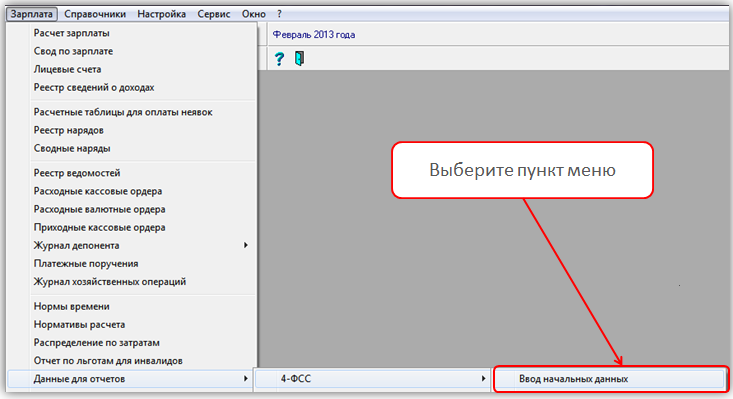 Зарплата Справочники Настройка Сервис Окно ?
Расчет зарплаты
Февраль 2013 года
Свод по зарплате
Лицевые счета
Реестр сведений о доходах
Расчетные таблицы для оплаты неявок
Реестр нарядов
Сводные наряды
Выберите пункт меню
Реестр ведомостей
Расходные кассовые ордера
Расходные валютные ордера
Приходные кассовые ордера
Журнал депонента
Платежные поручения
Журнал хозяйственных операций
Нормы времени
Нормативы расчета
Распределение по затратам
Отчет по льготам для инвалидов
Данные для отчетов 4-ФСС Ввод начальных данных